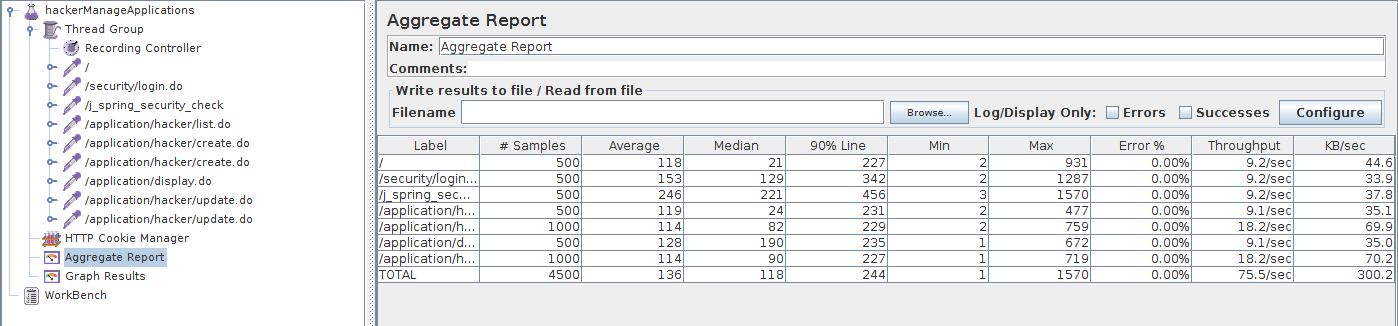 hackerManageApplications
Thread Group
Recording Controller
/
/security/login.do
/j_spring_security_check
/application/hacker/list.do
/application/hacker/create.do
/application/hacker/create.do
/application/display.do
/application/hacker/update.do
/application/hacker/update.do
HTTP Cookie Manager
Aggregate Report
Graph Results
WorkBench
Aggregate Report
Name: Aggregate Report
Comments:
Write results to file / Read from file
Filename Browse... Log/Display Only: Errors Successes Configure
Label # Samples Average Median 90% Line Min Max Error % Throughput KB/sec
/ 500 118 21 227 2 931 0.00% 9.2/sec 44.6
/security/login... 500 153 129 342 2 1287 0.00% 9.2/sec 33.9
/j_spring_sec... 500 246 221 456 3 1570 0.00% 9.2/sec 37.8
/application/h... 500 119 24 231 2 477 0.00% 9.1/sec 35.1
/application/h... 1000 114 82 229 2 759 0.00% 18.2/sec 69.9
/application/d... 500 128 190 235 1 672 0.00% 9.1/sec 35.0
/application/h... 1000 114 90 227 1 719 0.00% 18.2/sec 70.2
TOTAL 4500 136 118 244 1 1570 0.00% 75.5/sec 300.2